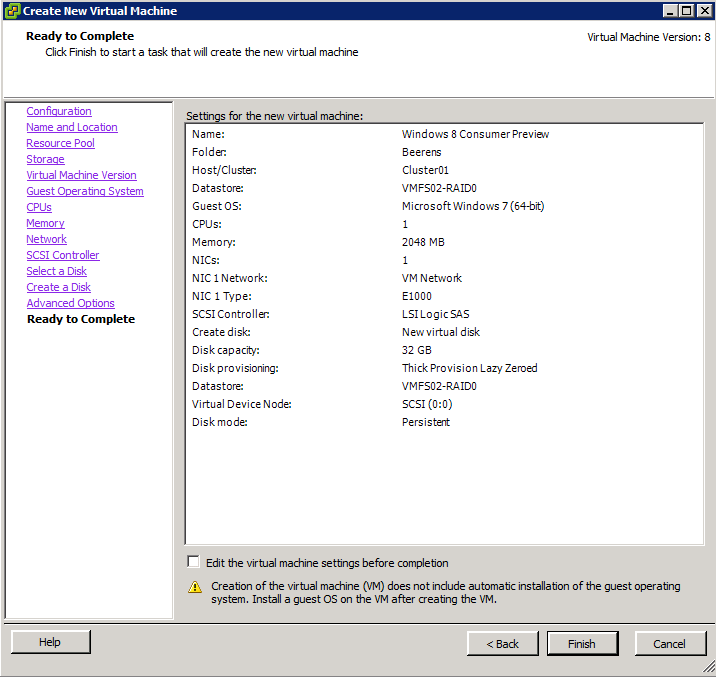 Create New Virtual Machine
Ready to Complete
Click Finish to start a task that will create the new virtual machine
Virtual Machine Version: 8
Configuration
Name and Location
Resource Pool
Storage
Virtual Machine Version
Guest Operating System
CPUs
Memory
Network
SCSI Controller
Select a Disk
Create a Disk
Advanced Options
Ready to Complete
Settings for the new virtual machine:
Name: Windows 8 Consumer Preview
Folder: Beerens
Host/Cluster: Cluster01
Datastore: VMFS02-RAID0
Guest OS: Microsoft Windows 7 (64-bit)
CPUs: 1
Memory: 2048 MB
NICs: 1
NIC 1 Network: VM Network
NIC 1 Type: E1000
SCSI Controller: LSI Logic SAS
Create disk: New virtual disk
Disk capacity: 32 GB
Disk provisioning: Thick Provision Lazy Zeroed
Datastore: VMFS02-RAID0
Virtual Device Node: SCSI (0:0)
Disk mode: Persistent
Edit the virtual machine settings before completion
Creation of the virtual machine (VM) does not include automatic installation of the guest operating
system. Install a guest OS on the VM after creating the VM.
Help
< Back
Finish
Cancel